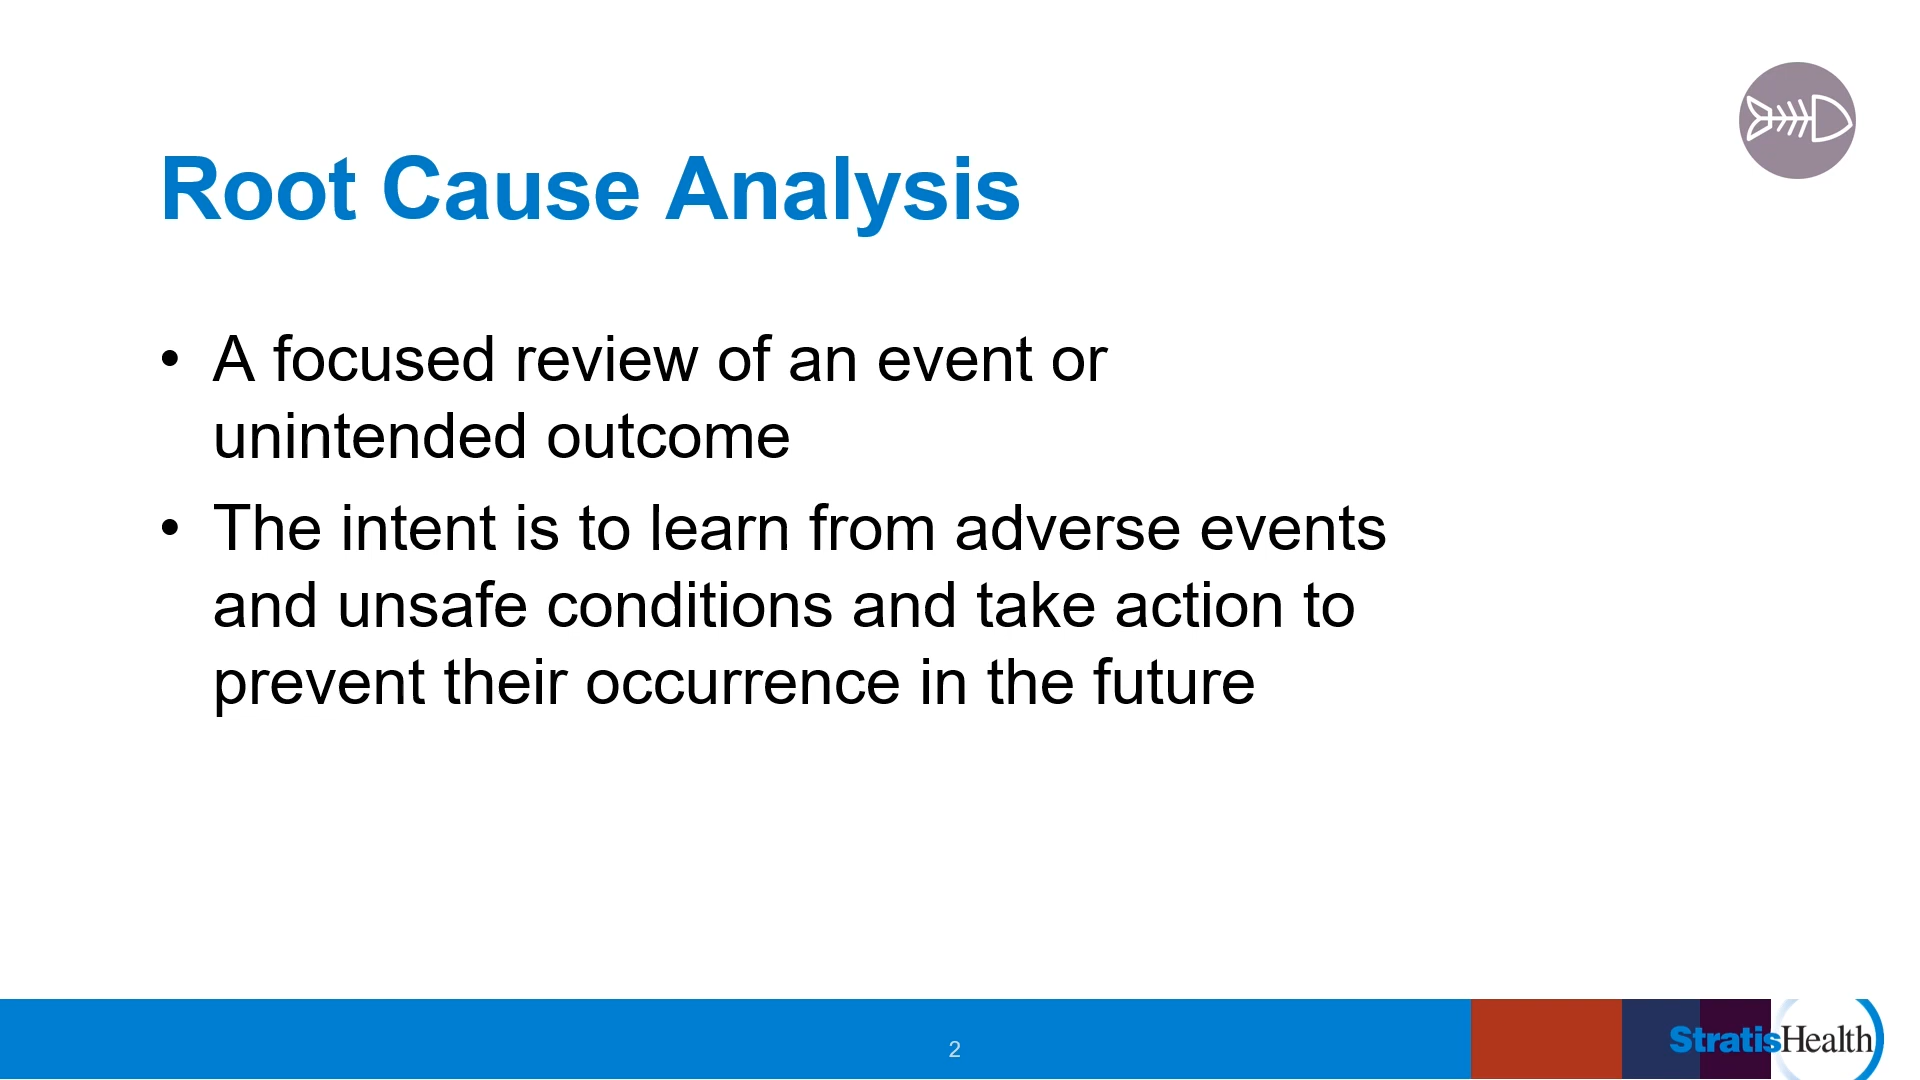 Root Cause Analysis
• A focused review of an event or
unintended outcome
• The intent is to learn from adverse events
and unsafe conditions and take action to
prevent their occurrence in the future
2
StratisHealth